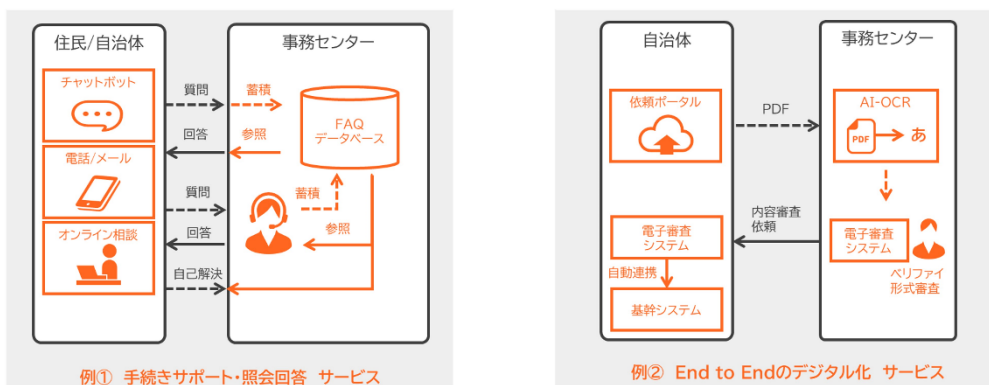 住民/自治体
事務センター
チャットボット
質問
蓄積
FAQ
データベース
回答
参照
電話/メール
質問
蓄積
回答
参照
オンライン相談
自己解決
例① 手続きサポート・照会回答 サービス
自治体
事務センター
依頼ポータル
PDF
AI-OCR
PDF
あ
内容審査
依頼
電子審査
システム
電子審査
システム
自動連携
ベリファイ
形式審査
基幹システム
例② End to Endのデジタル化 サービス